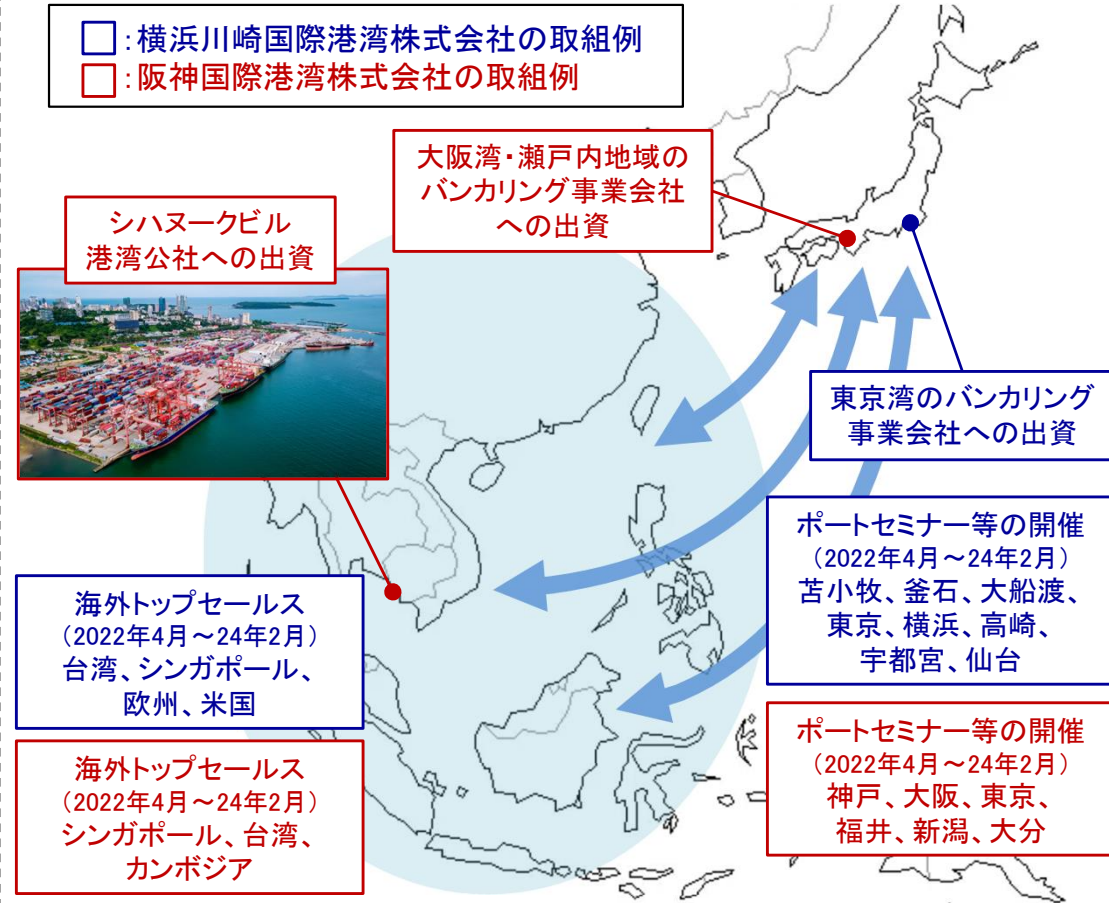 □:横浜川崎国際港湾株式会社の取組例
□:阪神国際港湾株式会社の取組例
大阪湾・瀬戸内地域の
バンカリング事業会社
への出資
シハヌークビル
港湾公社への出資
東京湾のバンカリング
事業会社への出資
海外トップセールス
(2022年4月~24年2月)
台湾、シンガポール、
欧州、米国
海外トップセールス
(2022年4月~24年2月)
シンガポール、台湾、
カンボジア
ポートセミナー等の開催
(2022年4月~24年2月)
苫小牧、釜石、大船渡、
東京、横浜、高崎、
宇都宮、仙台
ポートセミナー等の開催
(2022年4月~24年2月)
神戸、大阪、東京、
福井、新潟、大分